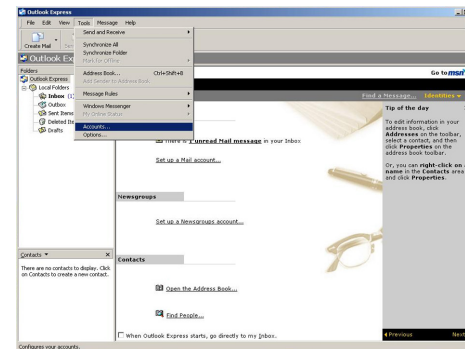 Outlook Express
File Edit View Tools Message Help
Create Mail
Outlook Ex
Folders
Outlook Express
Local Folders
Inbox (1)
Outbox
Sent Items
Deleted Ite
Drafts
Send and Receive
Synchronize All
Synchronize Folder
Mark for Offline
Address Book... Ctrl+Shift+B
Add Sender to Address Book
Message Rules
Windows Messenger
My Online Status
Accounts...
Options...
Go to msn
Find a Message... Identities
There is 1 unread Mail message in your Inbox
Set up a Mail account...
Newsgroups
Set up a Newsgroups account...
Contacts
Open the Address Book...
Find People...
When Outlook Express starts, go directly to my Inbox.
Tip of the day
To edit information in your
address book, click
Addresses on the toolbar,
select a contact, and then
click Properties on the
address book toolbar.
Or, you can right-click on a
name in the Contacts area
and click Properties.
Previous Next
Contacts
There are no contacts to display. Click
on Contacts to create a new contact.
Configures your accounts.